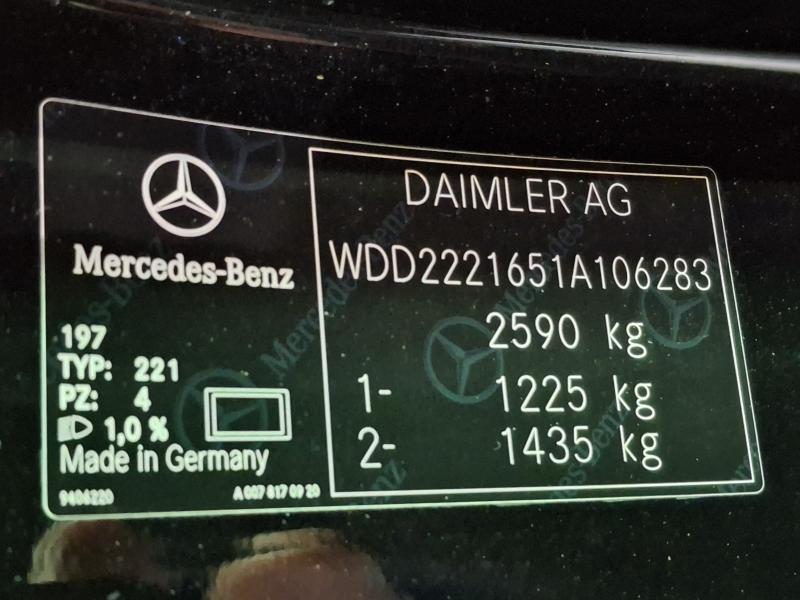 Mercedes-Benz
197
TYP: 221
PZ: 4
1,0 %
Made in Germany
9406220
A 007 817 09 20
DAIMLER AG
WDD2221651A106283
2590 kg
1- 1225 kg
2- 1435 kg